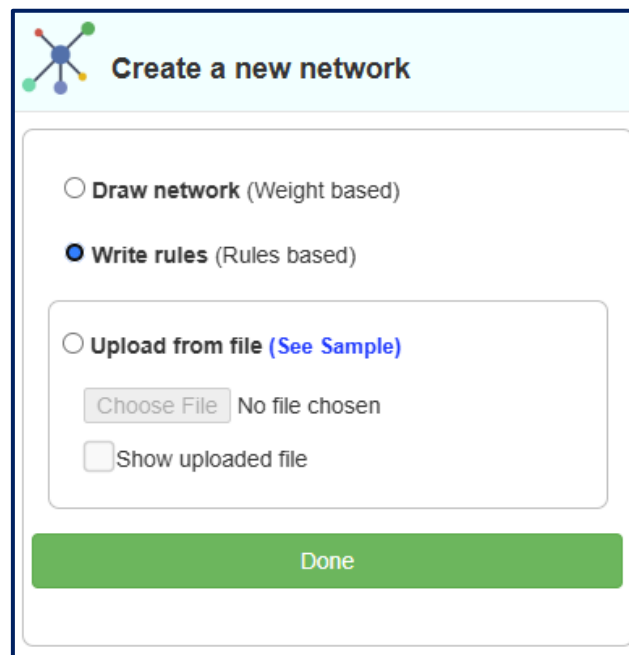 Create a new network
Draw network (Weight based)
Write rules (Rules based)
Upload from file (See Sample)
Choose File No file chosen
Show uploaded file
Done